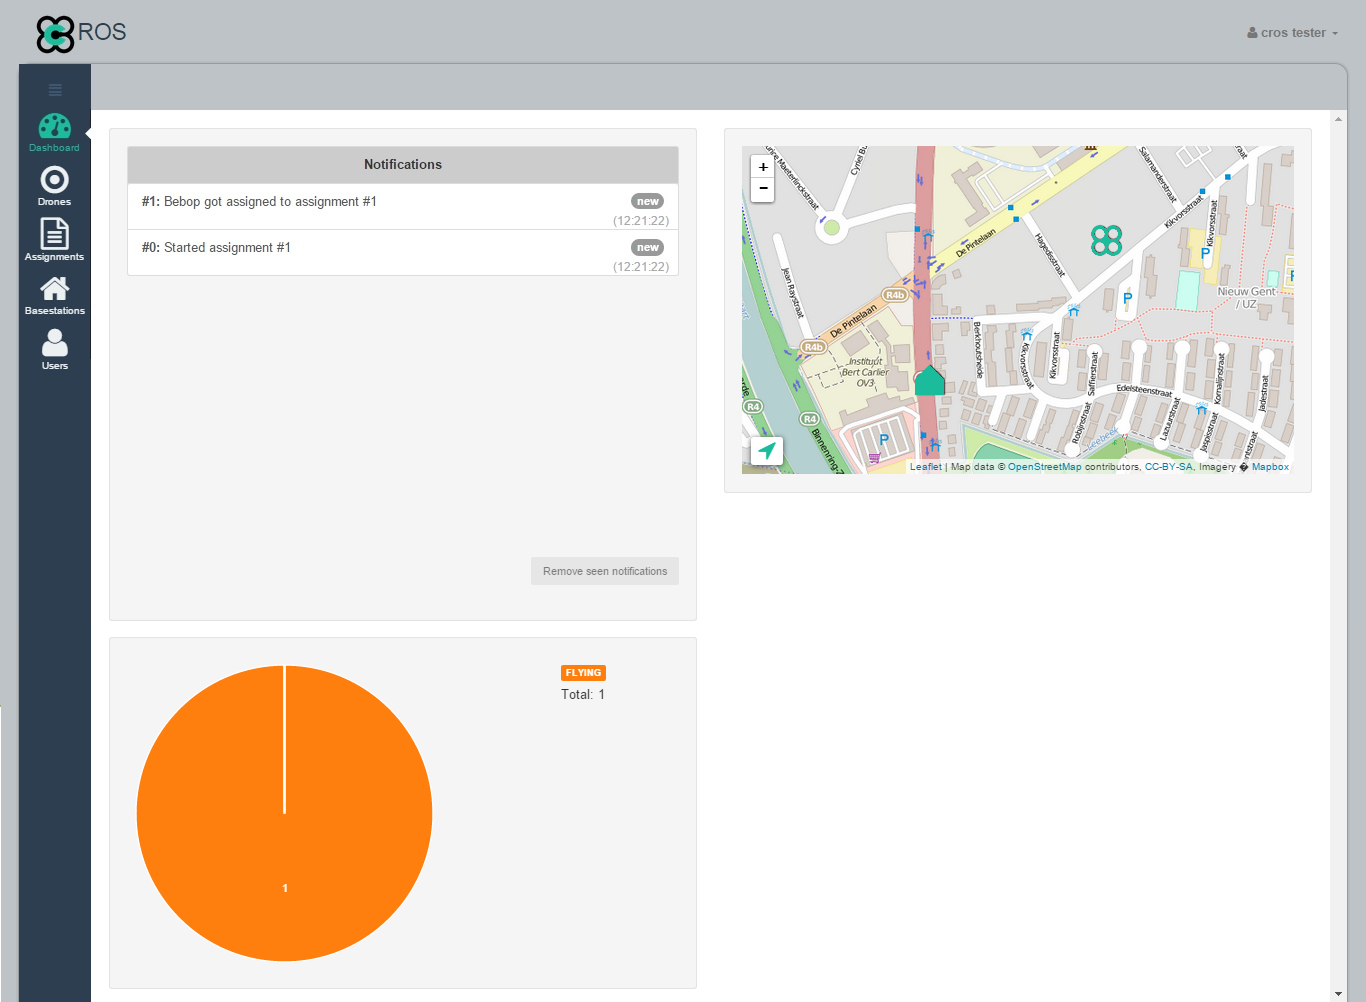 ROS
cros tester
Dashboard
Drones
Assignments
Basestations
Users
Notifications
#1: Bebop got assigned to assignment #1
new
(12:21:22)
#0: Started assignment #1
new
(12:21:22)
Remove seen notifications
FLYING
Total: 1
1
+
−
Cyriel
Salamanderstraat
Kikvorsstraat
Kikvorsstraat
De Pintelaan
Hagedisstraat
Jean Raystraat
R4b
De Pintelaan
R4b
P
P
Nieuw Gent
/ UZ
Berkhoutsheide
Kikvorsstraat
Kikvorsstraat
Saffierstraat
Edelsteenstraat
Kornalijnstraat
Jadestraat
Instituut
Bert Carlier
OV3
R4
R4
Binnenring-
P
Robijnstraat
Leebeek
Lazuurstraat
Jaspisstraat
Leaflet | Map data © OpenStreetMap contributors, CC-BY-SA, Imagery � Mapbox